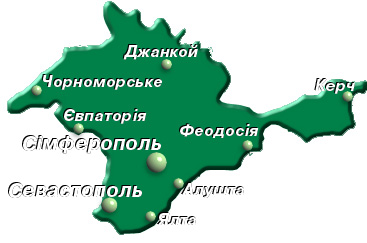 Джанкой
Чорноморське
Керч
Євпаторія
Феодосія
Сімферополь
Севастополь
Алушта
Ялта